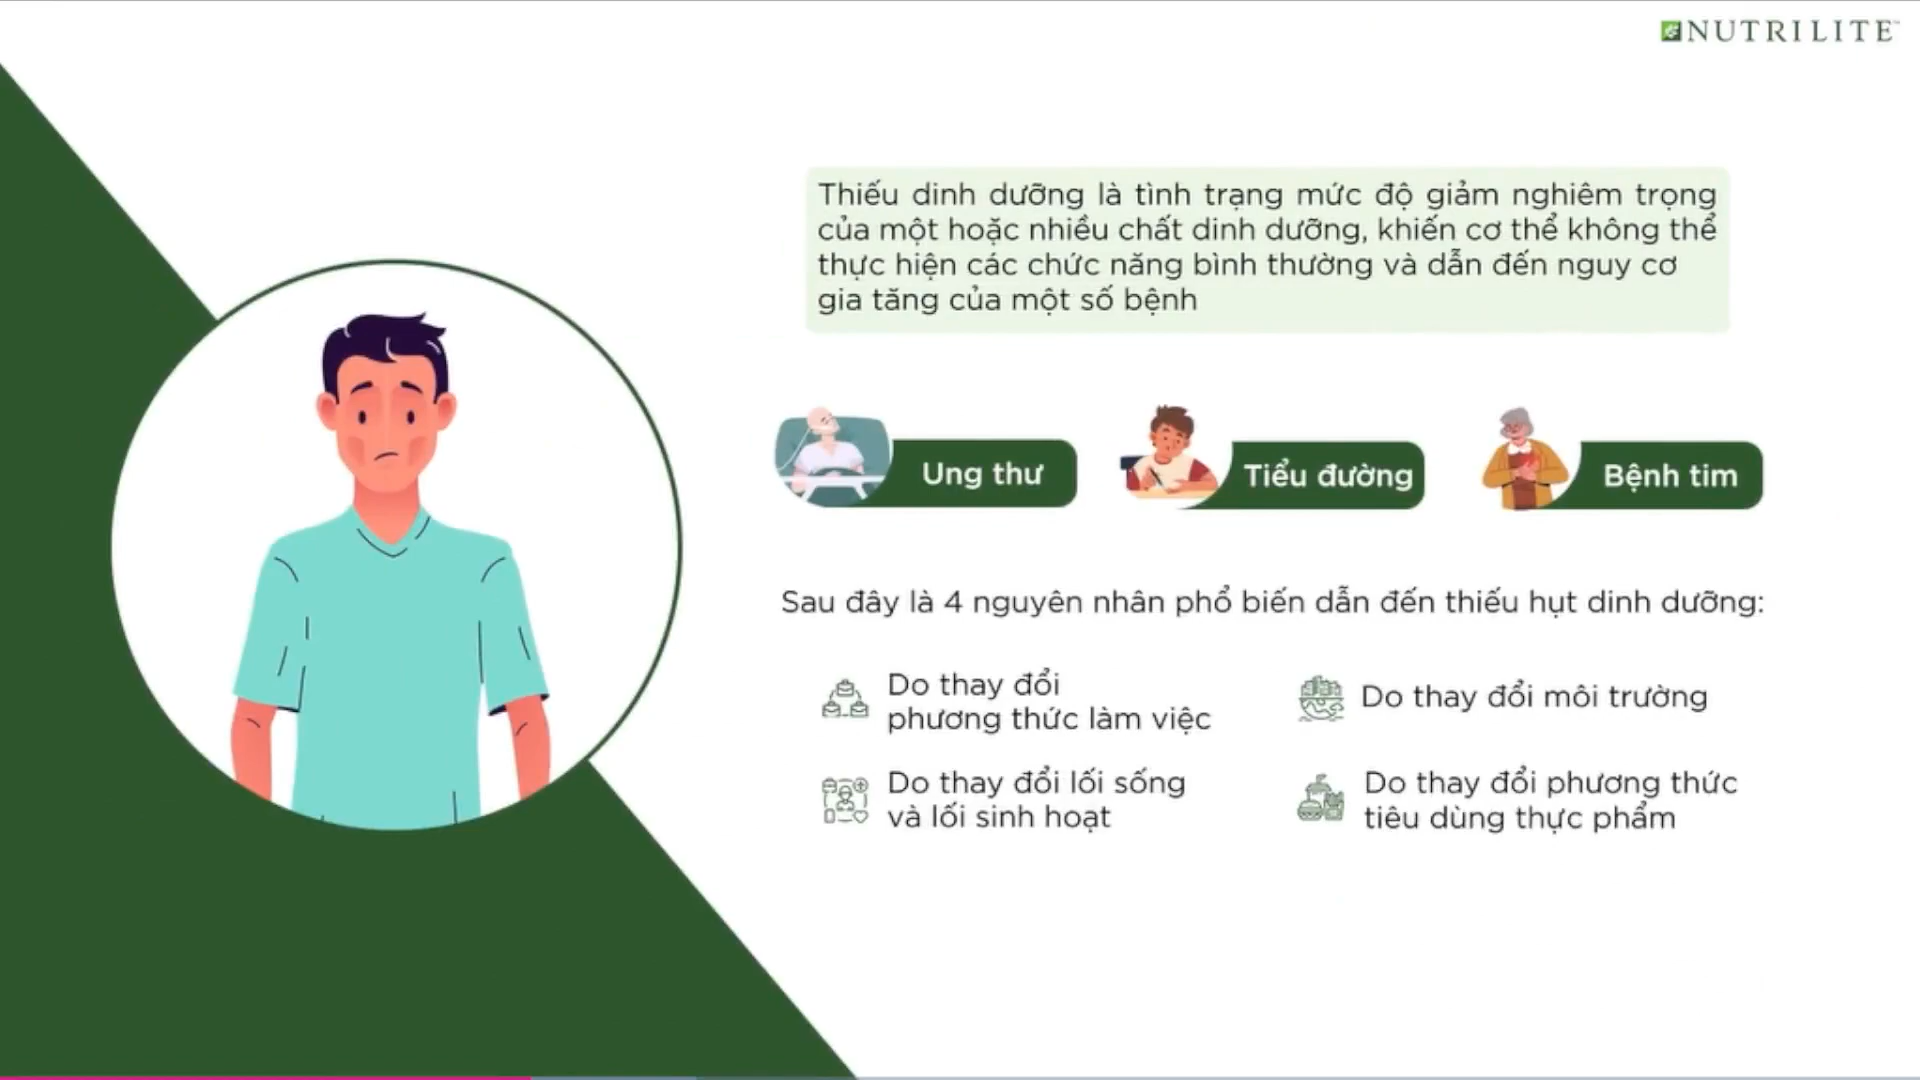 NUTRILITE™
Thiếu dinh dưỡng là tình trạng mức độ giảm nghiêm trọng
của một hoặc nhiều chất dinh dưỡng, khiến cơ thể không thể
thực hiện các chức năng bình thường và dẫn đến nguy cơ
gia tăng của một số bệnh
Ung thư
Tiểu đường
Bệnh tim
Sau đây là 4 nguyên nhân phổ biến dẫn đến thiếu hụt dinh dưỡng:
Do thay đổi
phương thức làm việc
Do thay đổi môi trường
Do thay đổi lối sống
và lối sinh hoạt
Do thay đổi phương thức
tiêu dùng thực phẩm